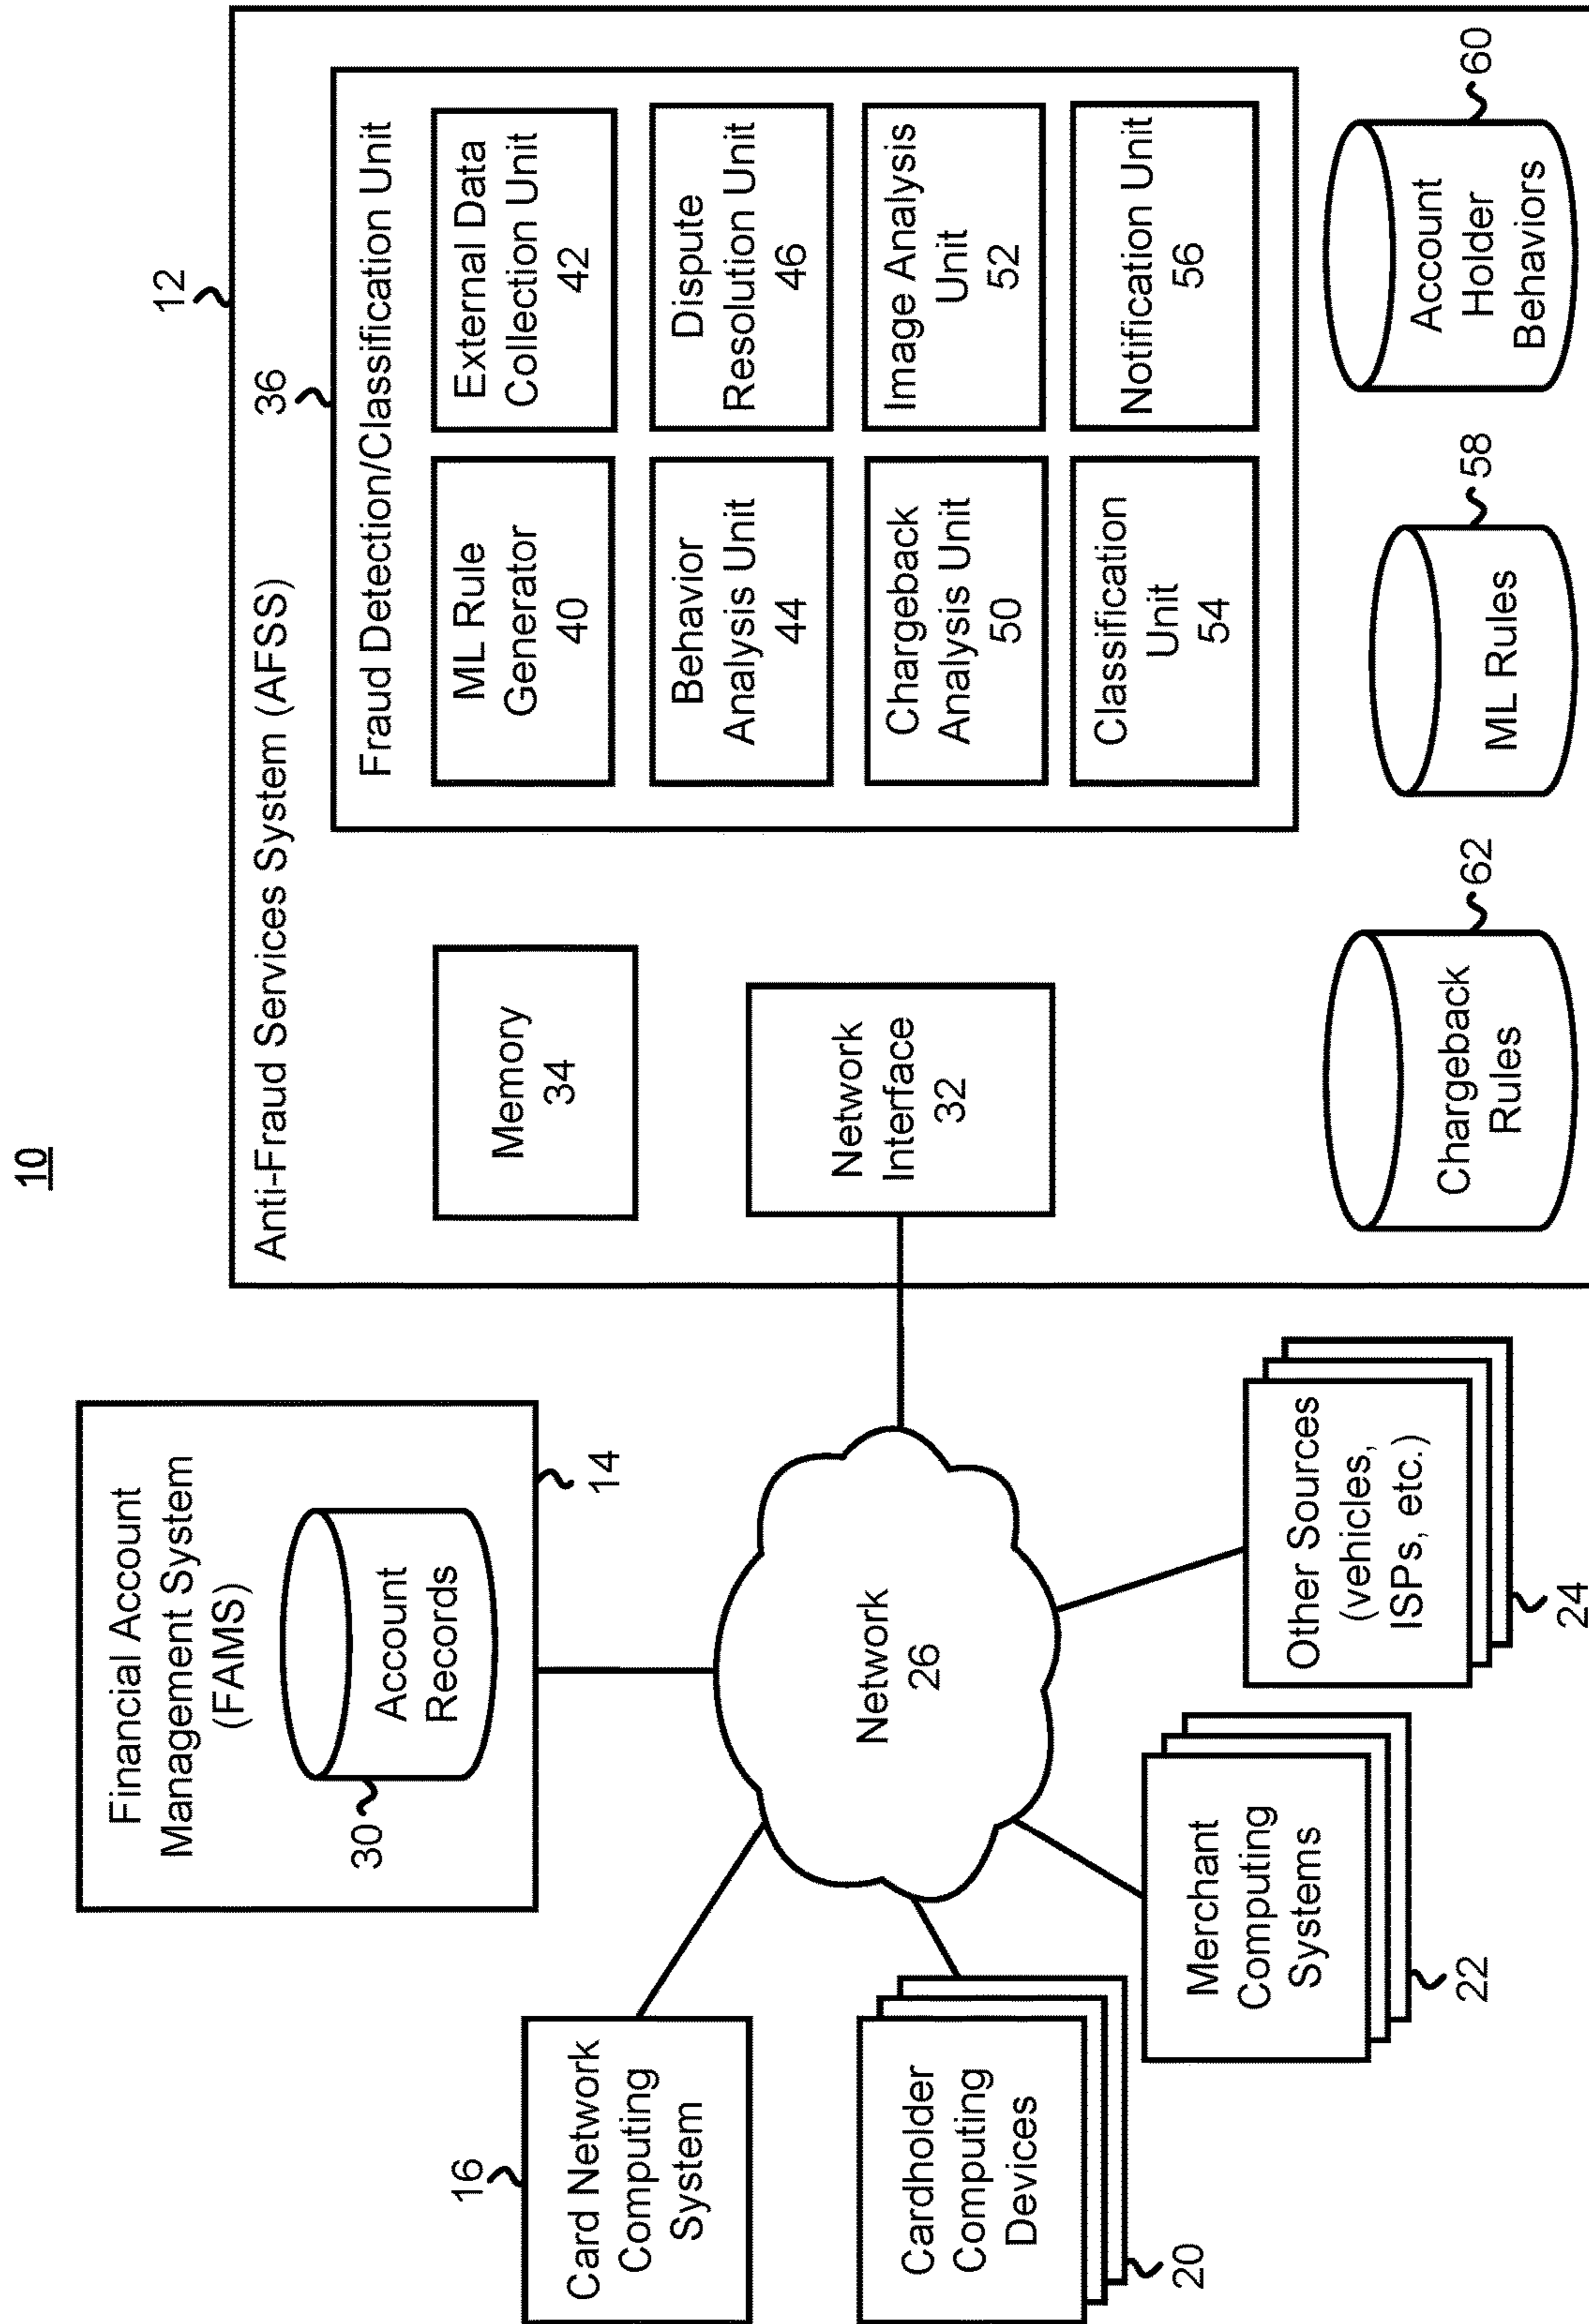 10
Financial Account
Management System
(FAMS)
Account
Records
30
14
16
Card Network
Computing
System
Network
26
Cardholder
Computing
Devices
20
Merchant
Computing
Systems
22
Other Sources
(vehicles,
ISPs, etc.)
24
12
Anti-Fraud Services System (AFSS)
Memory
34
Network
Interface
32
36
Fraud Detection/Classification Unit
ML Rule
Generator
40
External Data
Collection Unit
42
Behavior
Analysis Unit
44
Dispute
Resolution Unit
46
Chargeback
Analysis Unit
50
Image Analysis
Unit
52
Classification
Unit
54
Notification Unit
56
Chargeback
Rules
62
ML Rules
58
Account
Holder
Behaviors
60